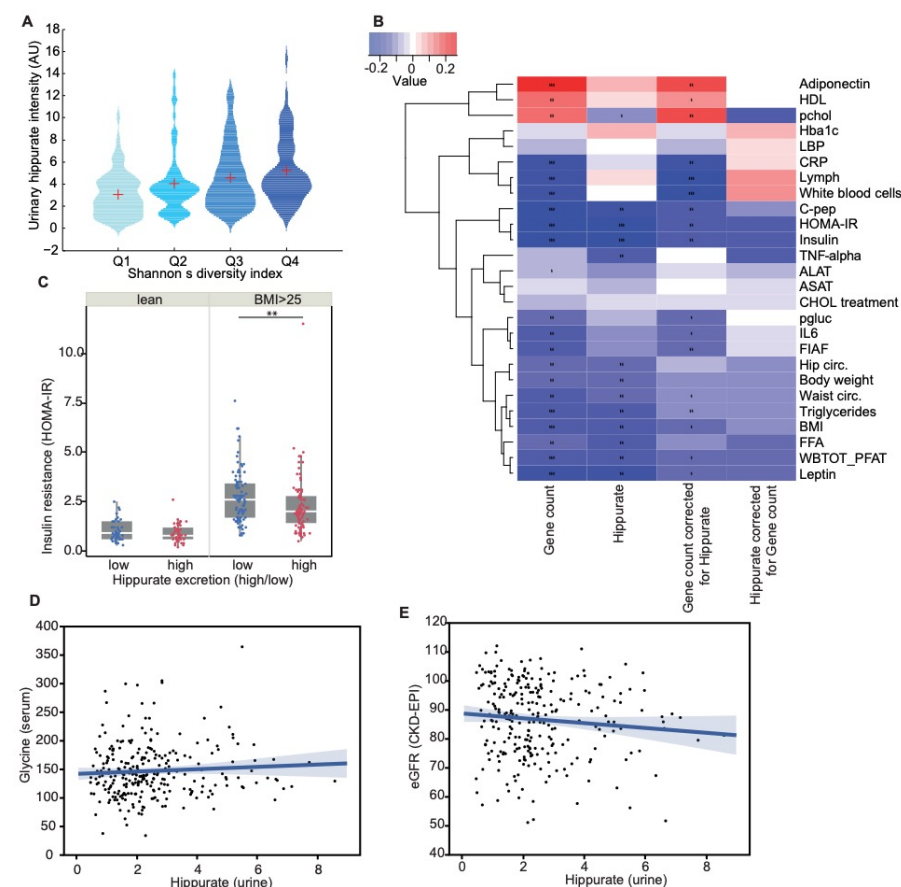 A
18
16
14
12
10
8
6
4
2
0
−2
Urinary hippurate intensity (AU)
Q1 Q2 Q3 Q4
Shannon s diversity index
B
-0.2 0 0.2
Value
Adiponectin
HDL
pchol
Hba1c
LBP
CRP
Lymph
White blood cells
C-pep
HOMA-IR
Insulin
TNF-alpha
ALAT
ASAT
CHOL treatment
pgluc
IL6
FIAF
Hip circ.
Body weight
Waist circ.
Triglycerides
BMI
FFA
WBTOT_PFAT
Leptin
Gene count
Hippurate
Gene count corrected
for Hippurate
Hippurate corrected
for Gene count
C
lean BMI>25
**
10.0
7.5
5.0
2.5
0.0
Insulin resistance (HOMA-IR)
low high low high
Hippurate excretion (high/low)
D
400
350
300
250
200
150
100
50
0
Glycine (serum)
0 2 4 6 8
Hippurate (urine)
E
120
110
100
90
80
70
60
50
40
eGFR (CKD-EPI)
0 2 4 6 8
Hippurate (urine)